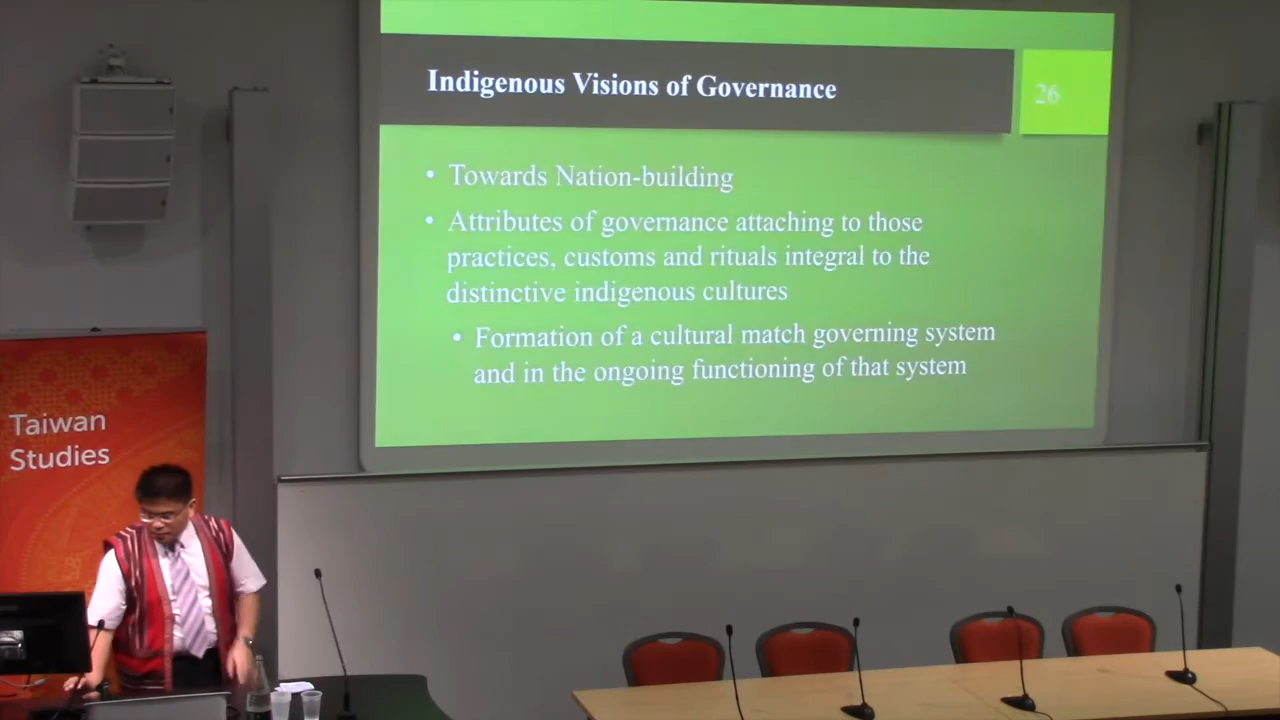 Indigenous Visions of Governance
26
• Towards Nation-building
• Attributes of governance attaching to those
practices, customs and rituals integral to the
distinctive indigenous cultures
• Formation of a cultural match governing system
and in the ongoing functioning of that system
Taiwan
Studies